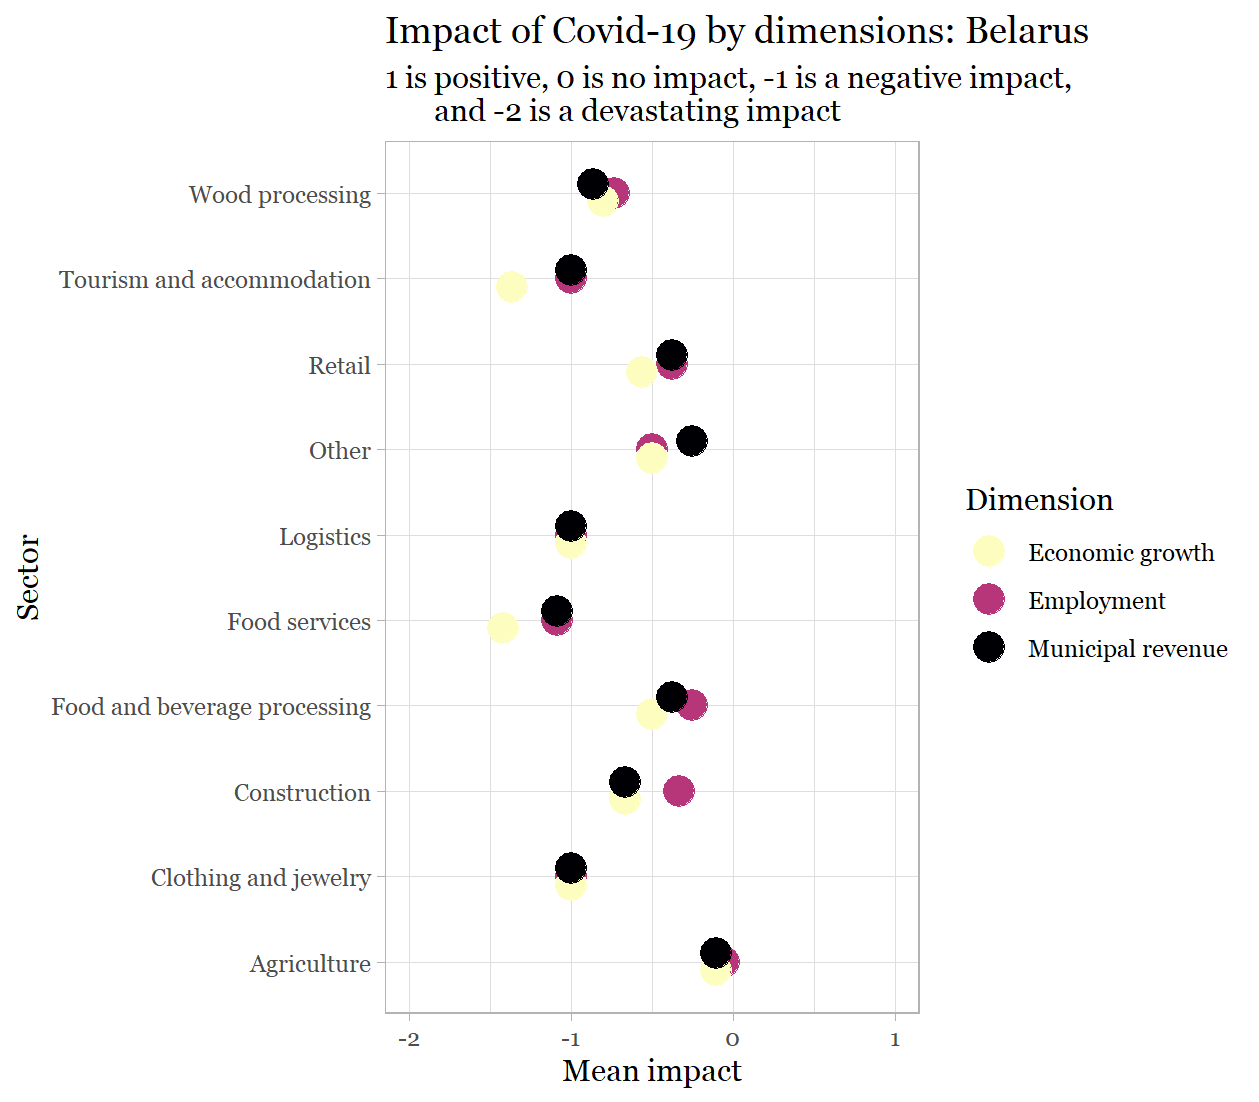 Impact of Covid-19 by dimensions: Belarus
1 is positive, 0 is no impact, -1 is a negative impact,
and -2 is a devastating impact
Wood processing
Tourism and accommodation
Retail
Other
Logistics
Food services
Food and beverage processing
Construction
Clothing and jewelry
Agriculture
Sector
-2 -1 0 1
Mean impact
Dimension
Economic growth
Employment
Municipal revenue